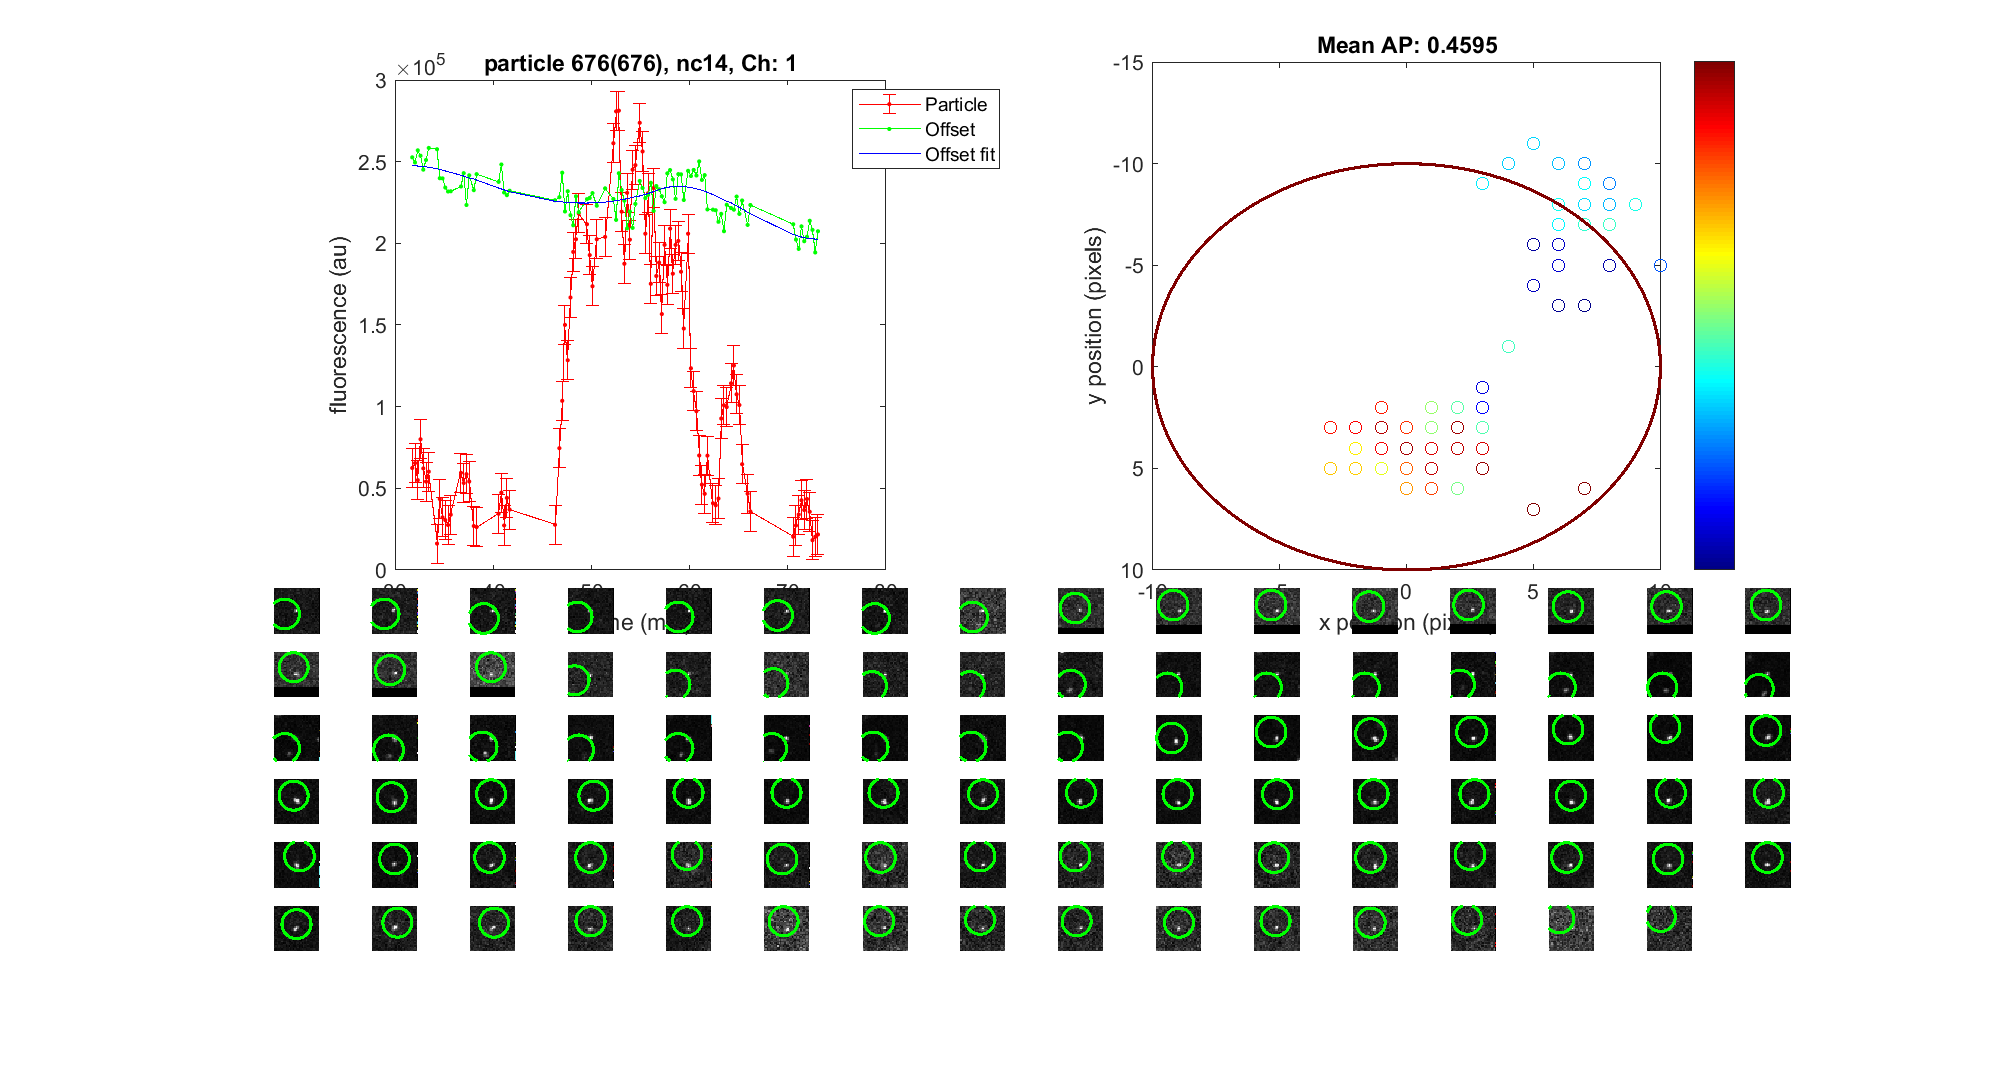 particle 676(676), nc14, Ch: 1
×10^5
3
2.5
2
1.5
1
0.5
0
fluorescence (au)
Particle
Offset
Offset fit
Mean AP: 0.4595
-15
-10
-5
0
5
10
y position (pixels)
0
5